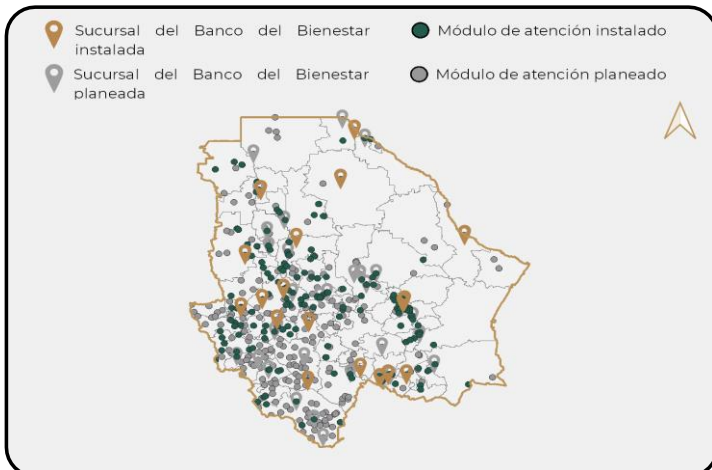 Sucursal del Banco del Bienestar
instalada
Módulo de atención instalado
Sucursal del Banco del Bienestar
planeada
Módulo de atención planeado